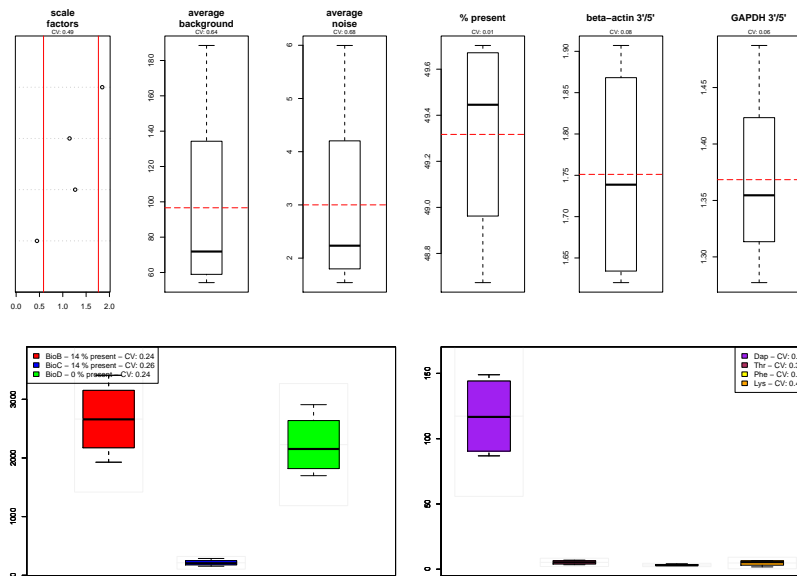 scale
factors
CV: 0.49
0.0 0.5 1.0 1.5 2.0
average
background
CV: 0.64
180
160
140
120
100
80
60
average
noise
CV: 0.68
6
5
4
3
2
% present
CV: 0.01
49.6
49.4
49.2
49.0
48.8
beta−actin 3'/5'
CV: 0.08
1.90
1.85
1.80
1.75
1.70
1.65
GAPDH 3'/5'
CV: 0.06
1.45
1.40
1.35
1.30
BioB − 14 % present − CV: 0.24
BioC − 14 % present − CV: 0.26
BioD − 0 % present − CV: 0.24
3000
2000
1000
0
Dap − CV: 0.
Thr − CV: 0.
Phe − CV: 0.
Lys − CV: 0.
150
100
50
0